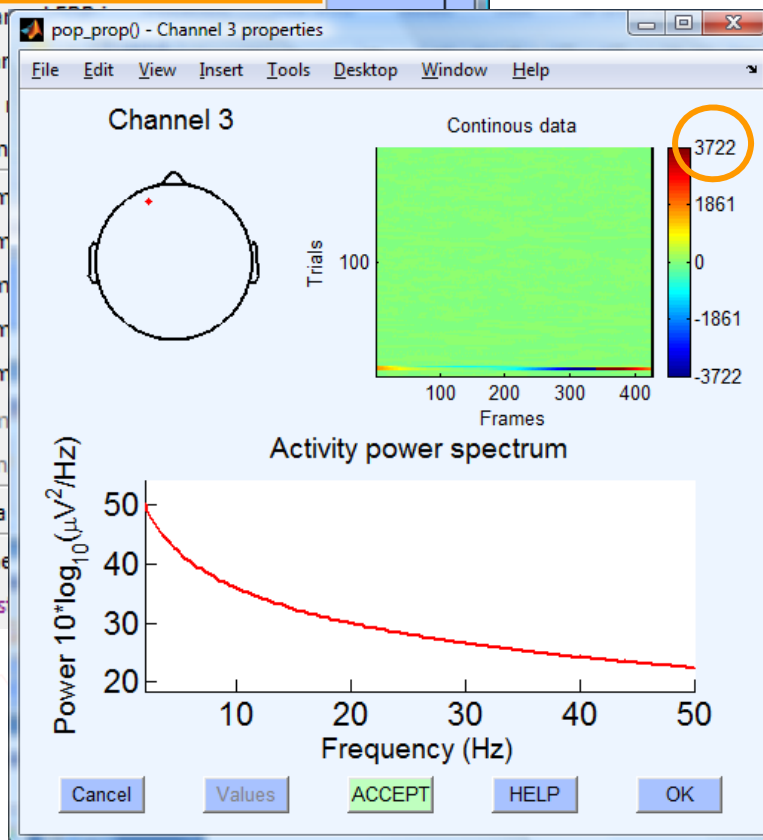 pop_prop() - Channel 3 properties
File Edit View Insert Tools Desktop Window Help
Channel 3
Continous data
3722
1861
0
-1861
-3722
Trials
100
100 200 300 400
Frames
Activity power spectrum
Power 10*log₁₀(μV²/Hz)
50
40
30
20
10 20 30 40 50
Frequency (Hz)
Cancel Values ACCEPT HELP OK